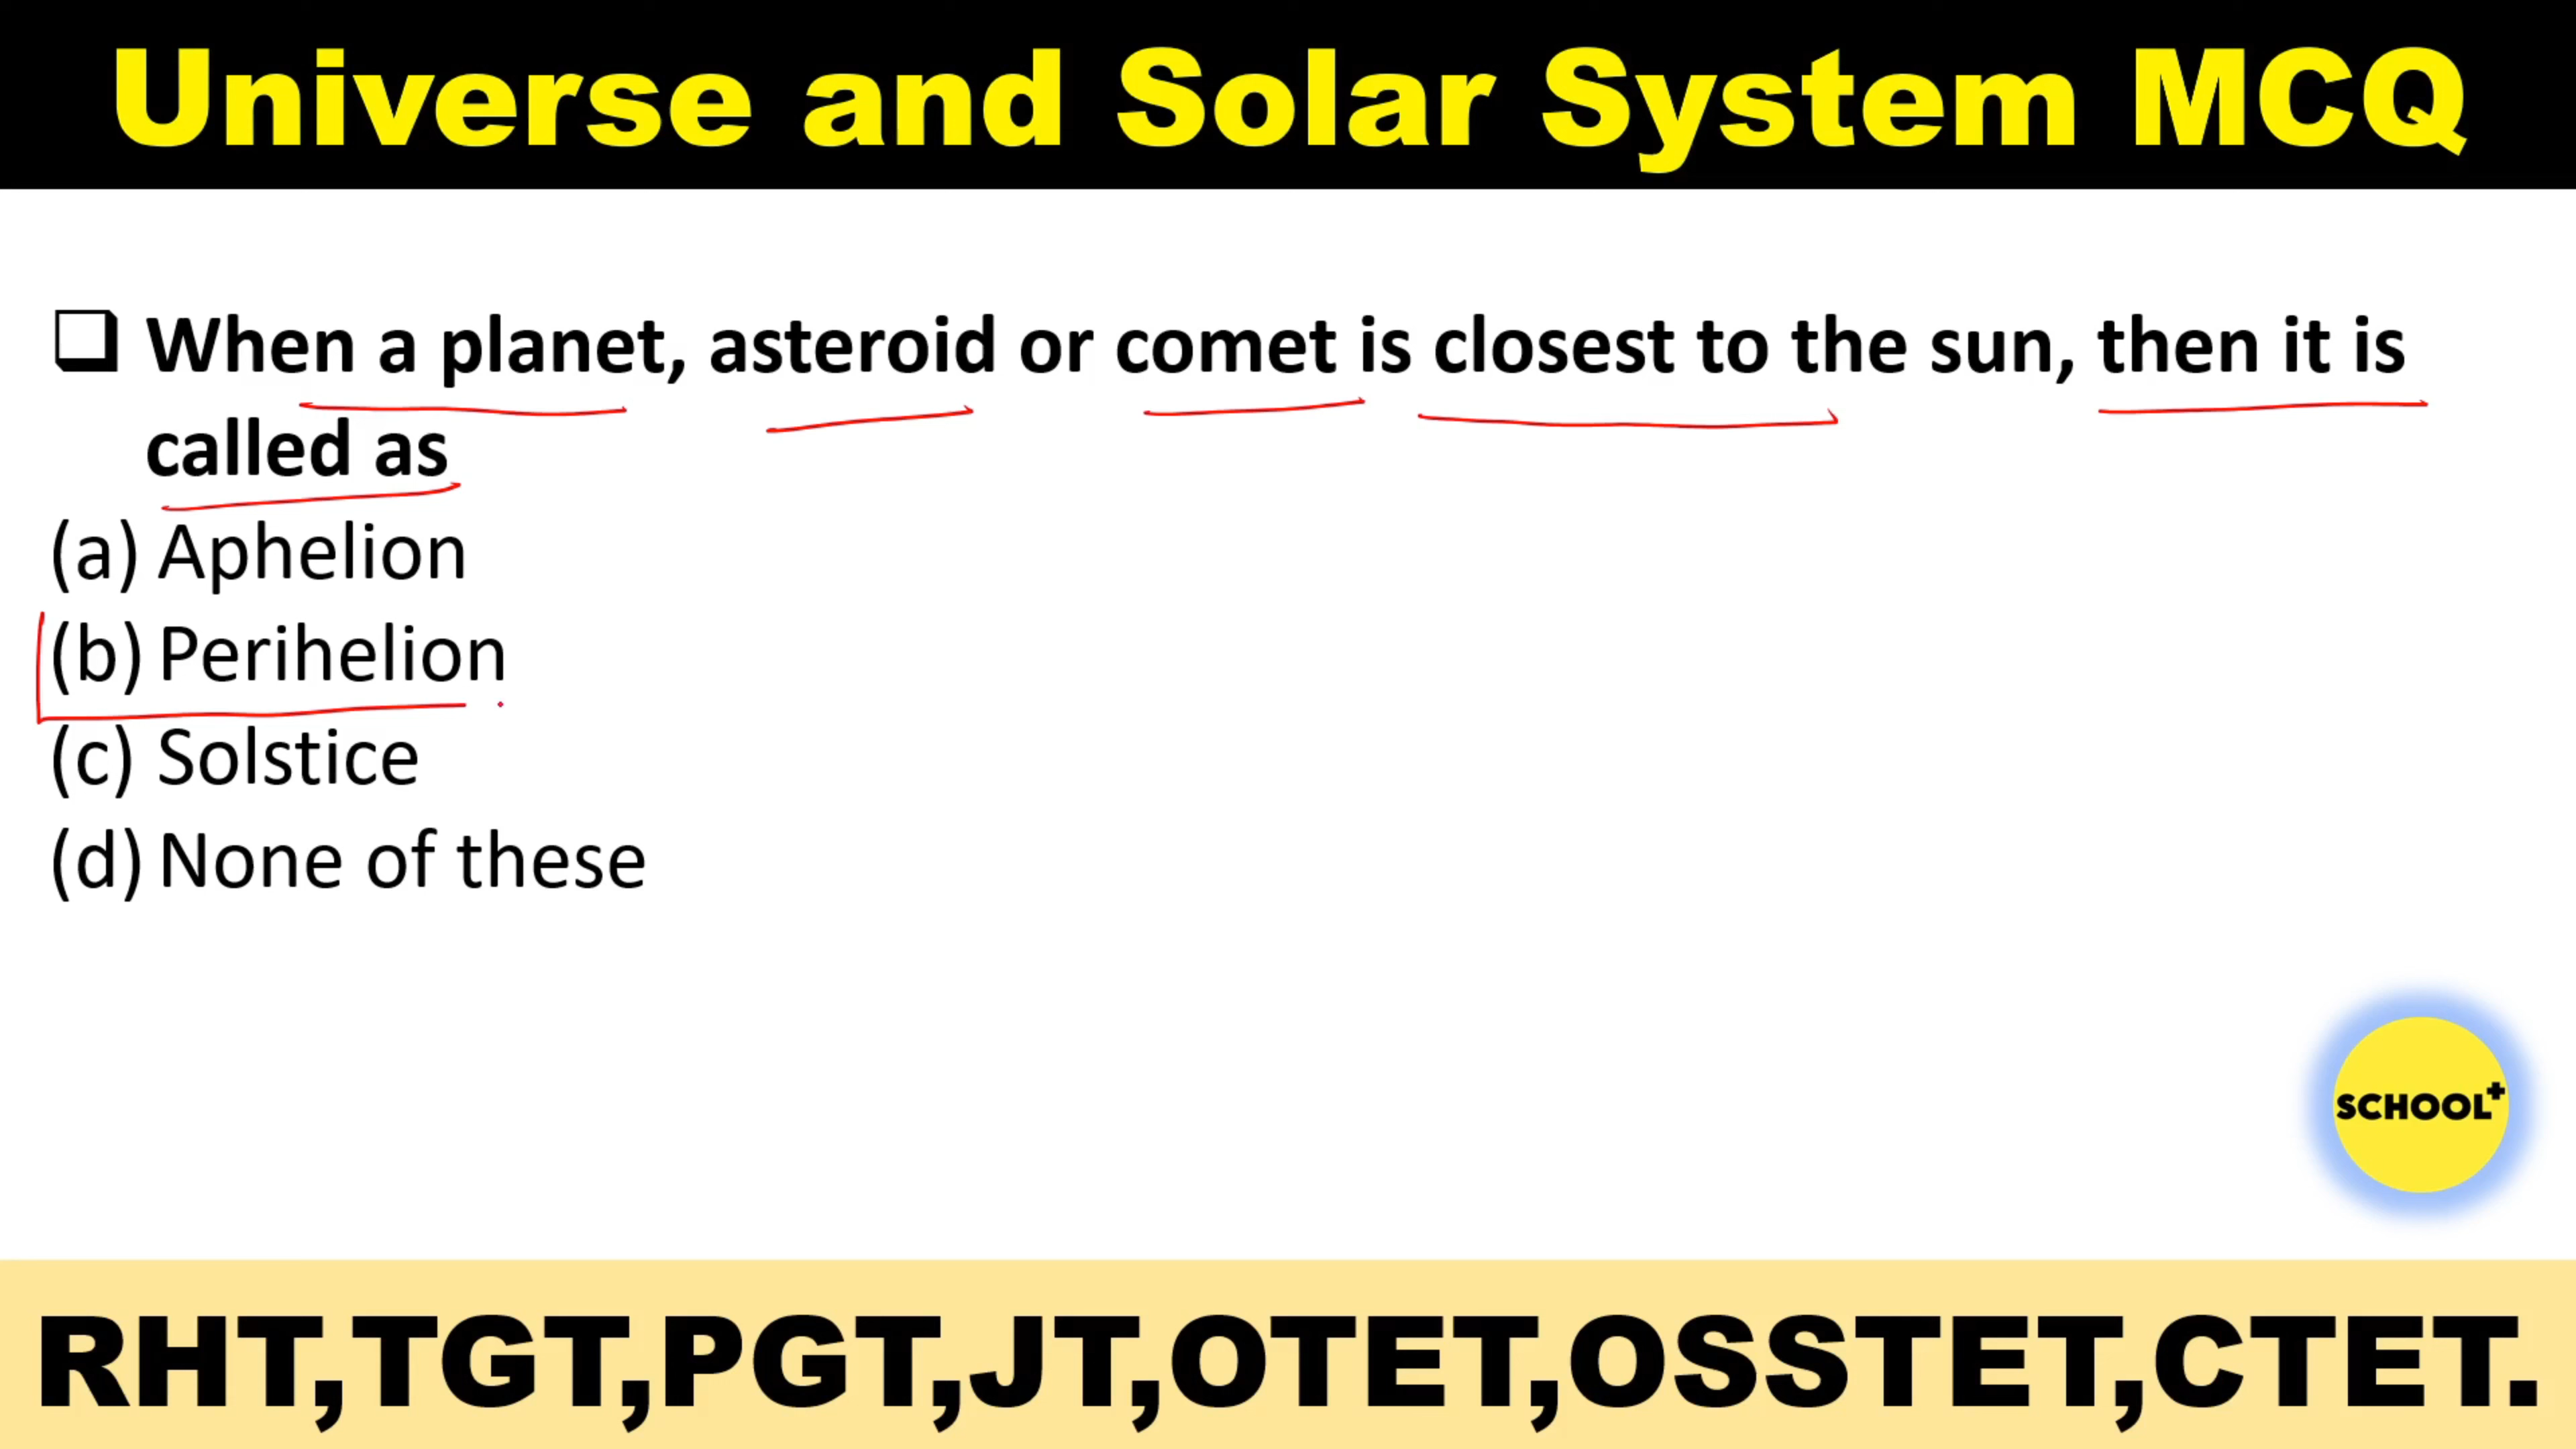 Universe and Solar System MCQ
❑ When a planet, asteroid or comet is closest to the sun, then it is
called as
(a) Aphelion
(b) Perihelion
(c) Solstice
(d) None of these
SCHOOL+
RHT,TGT,PGT,JT,OTET,OSSTET,CTET.